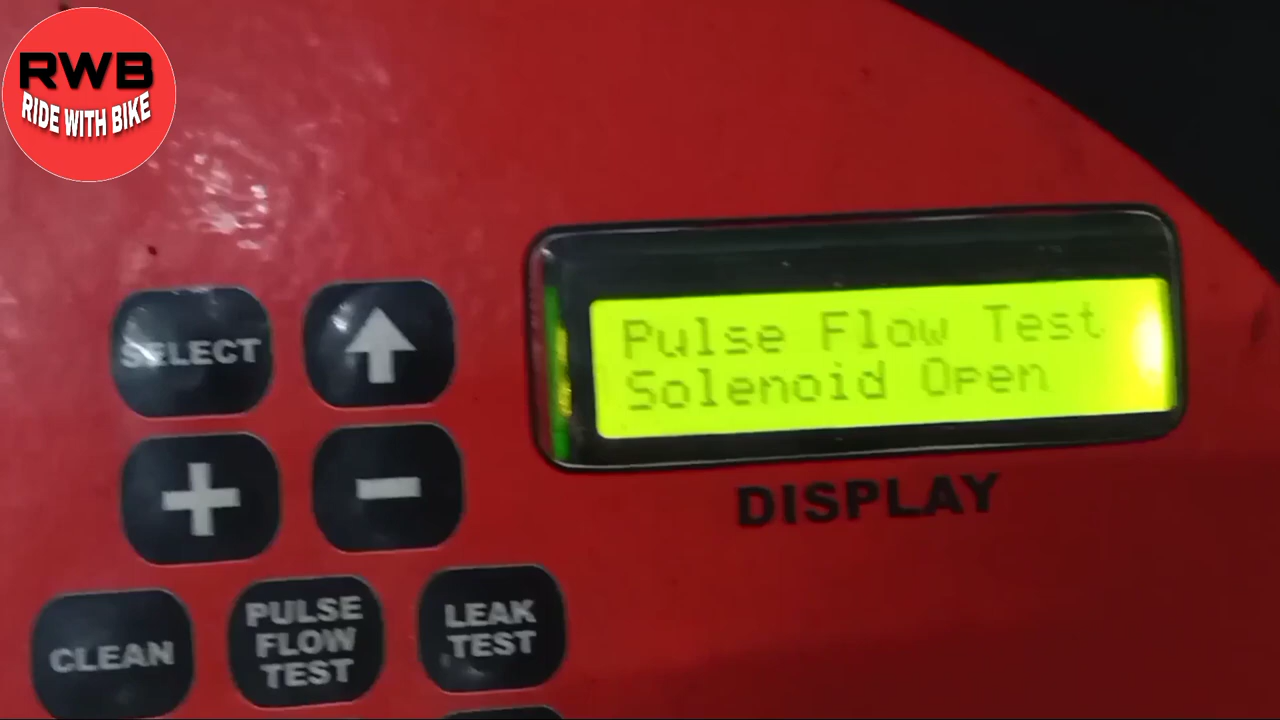 RWB
RIDE WITH BIKE
Pulse Flow Test
Solenoid Open
DISPLAY
SELECT
+
-
CLEAN
PULSE
FLOW
TEST
LEAK
TEST